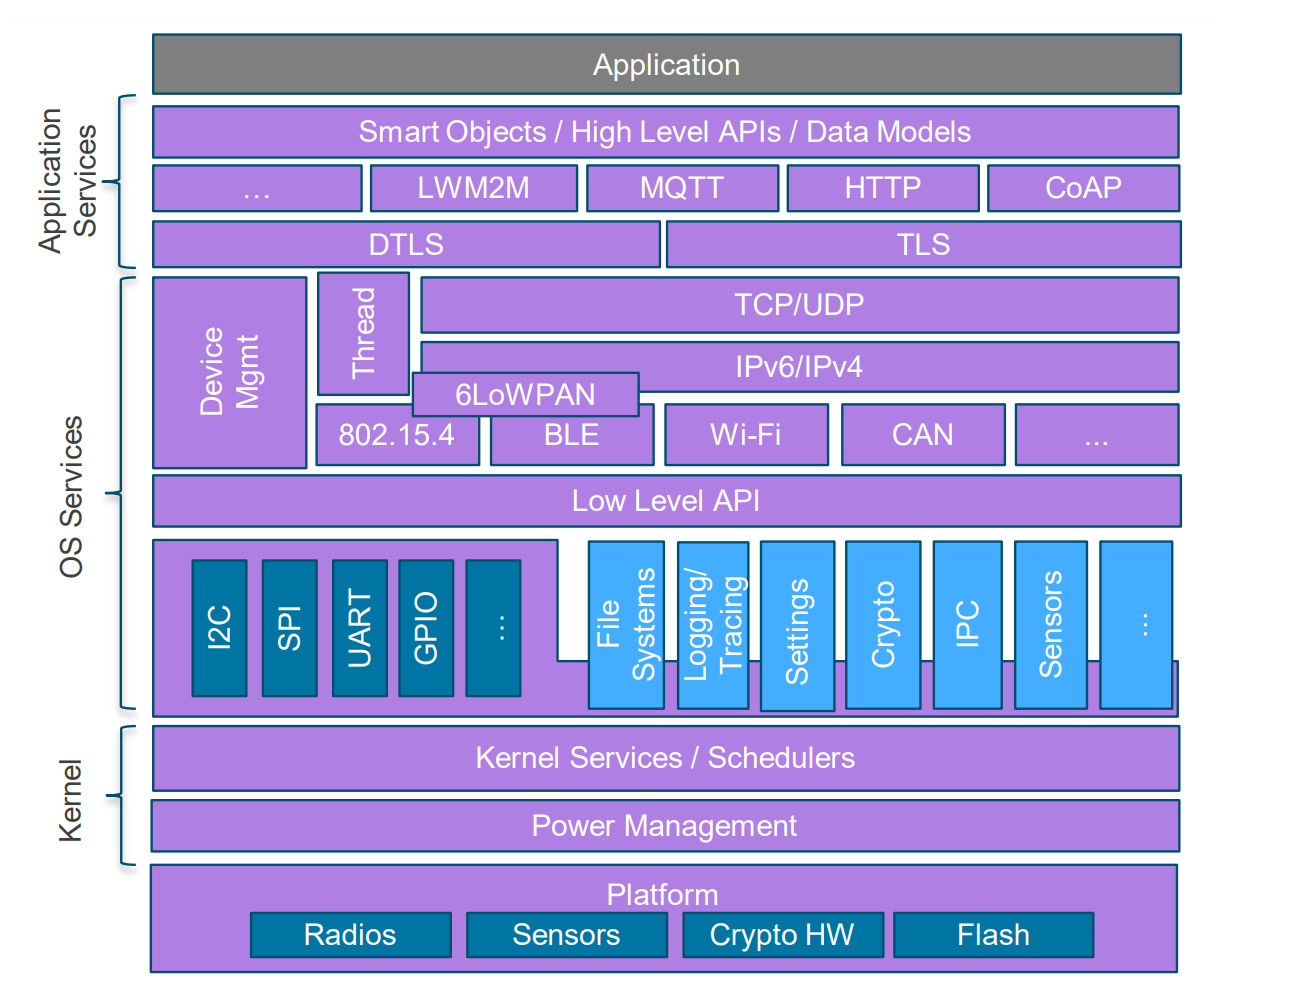 Application
Application
Services
Smart Objects / High Level APIs / Data Models
...
LWM2M
MQTT
HTTP
CoAP
DTLS
TLS
OS Services
Device
Mgmt
Thread
TCP/UDP
IPv6/IPv4
6LoWPAN
802.15.4
BLE
Wi-Fi
CAN
...
Low Level API
I2C
SPI
UART
GPIO
...
File
Systems
Logging/
Tracing
Settings
Crypto
IPC
Sensors
...
Kernel
Kernel Services / Schedulers
Power Management
Platform
Radios
Sensors
Crypto HW
Flash